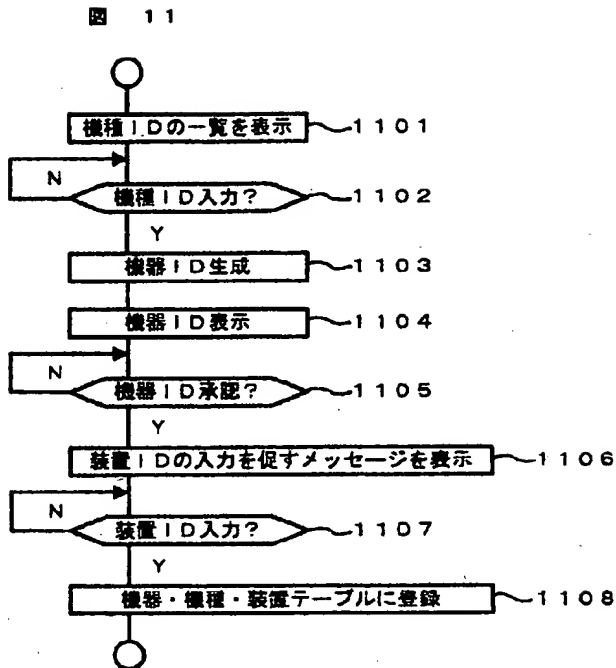 図 11
機種IDの一覧を表示 1101
N
機種ID入力? 1102
Y
機器ID生成 1103
機器ID表示 1104
N
機器ID承認? 1105
Y
装置IDの入力を促すメッセージを表示 1106
N
装置ID入力? 1107
Y
機器・機種・装置テーブルに登録 1108